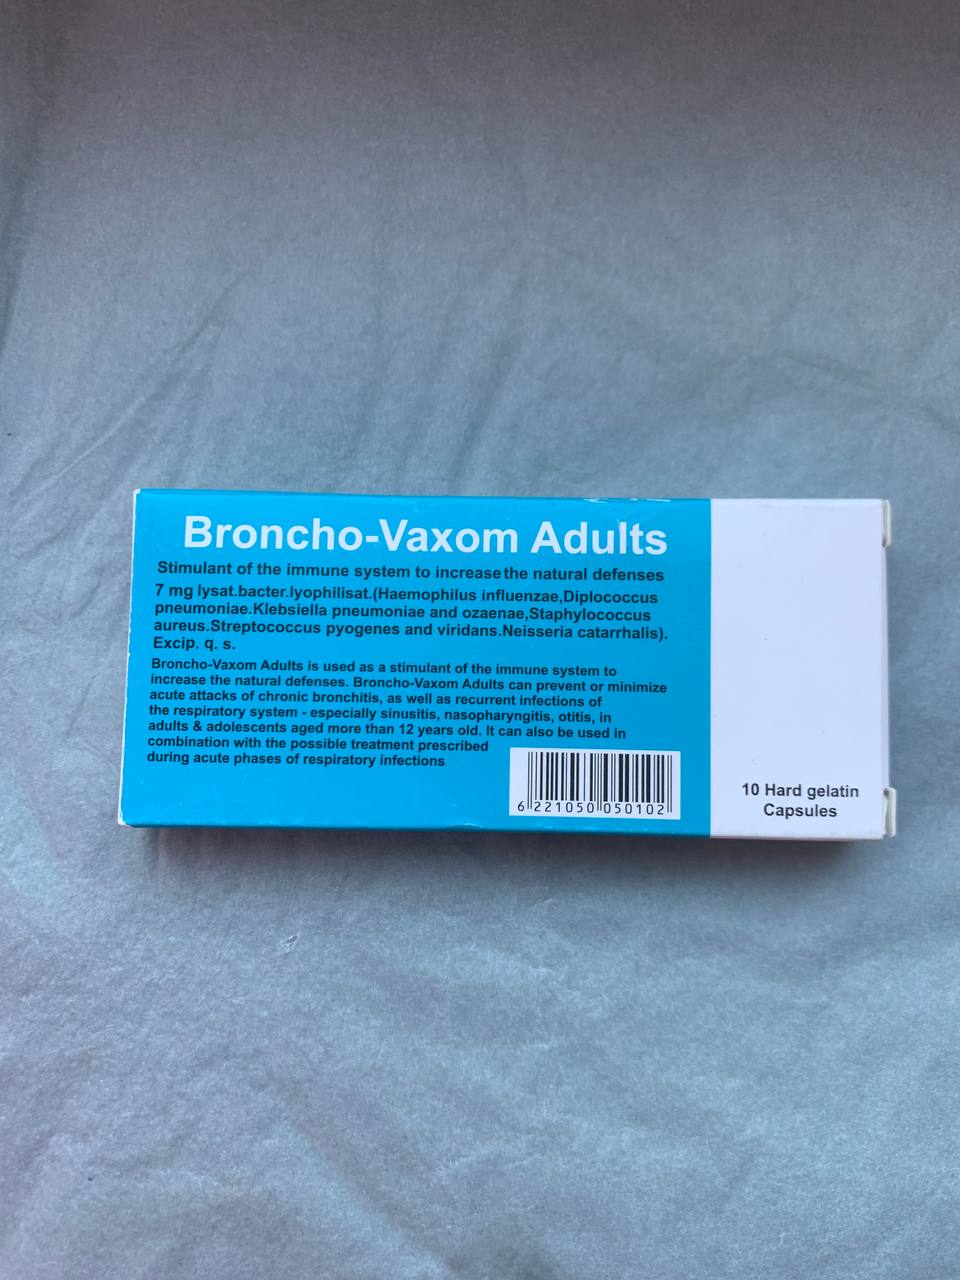 Broncho-Vaxom Adults
Stimulant of the immune system to increase the natural defenses
7 mg lysat.bacter.lyophilisat.(Haemophilus influenzae,Diplococcus
pneumoniae.Klebsiella pneumoniae and ozaenae,Staphylococcus
aureus.Streptococcus pyogenes and viridans.Neisseria catarrhalis).
Excip. q. s.
Broncho-Vaxom Adults is used as a stimulant of the immune system to
increase the natural defenses. Broncho-Vaxom Adults can prevent or minimize
acute attacks of chronic bronchitis, as well as recurrent infections of
the respiratory system - especially sinusitis, nasopharyngitis, otitis, in
adults & adolescents aged more than 12 years old. It can also be used in
combination with the possible treatment prescribed
during acute phases of respiratory infections.
6 221050 050102
10 Hard gelatin
Capsules